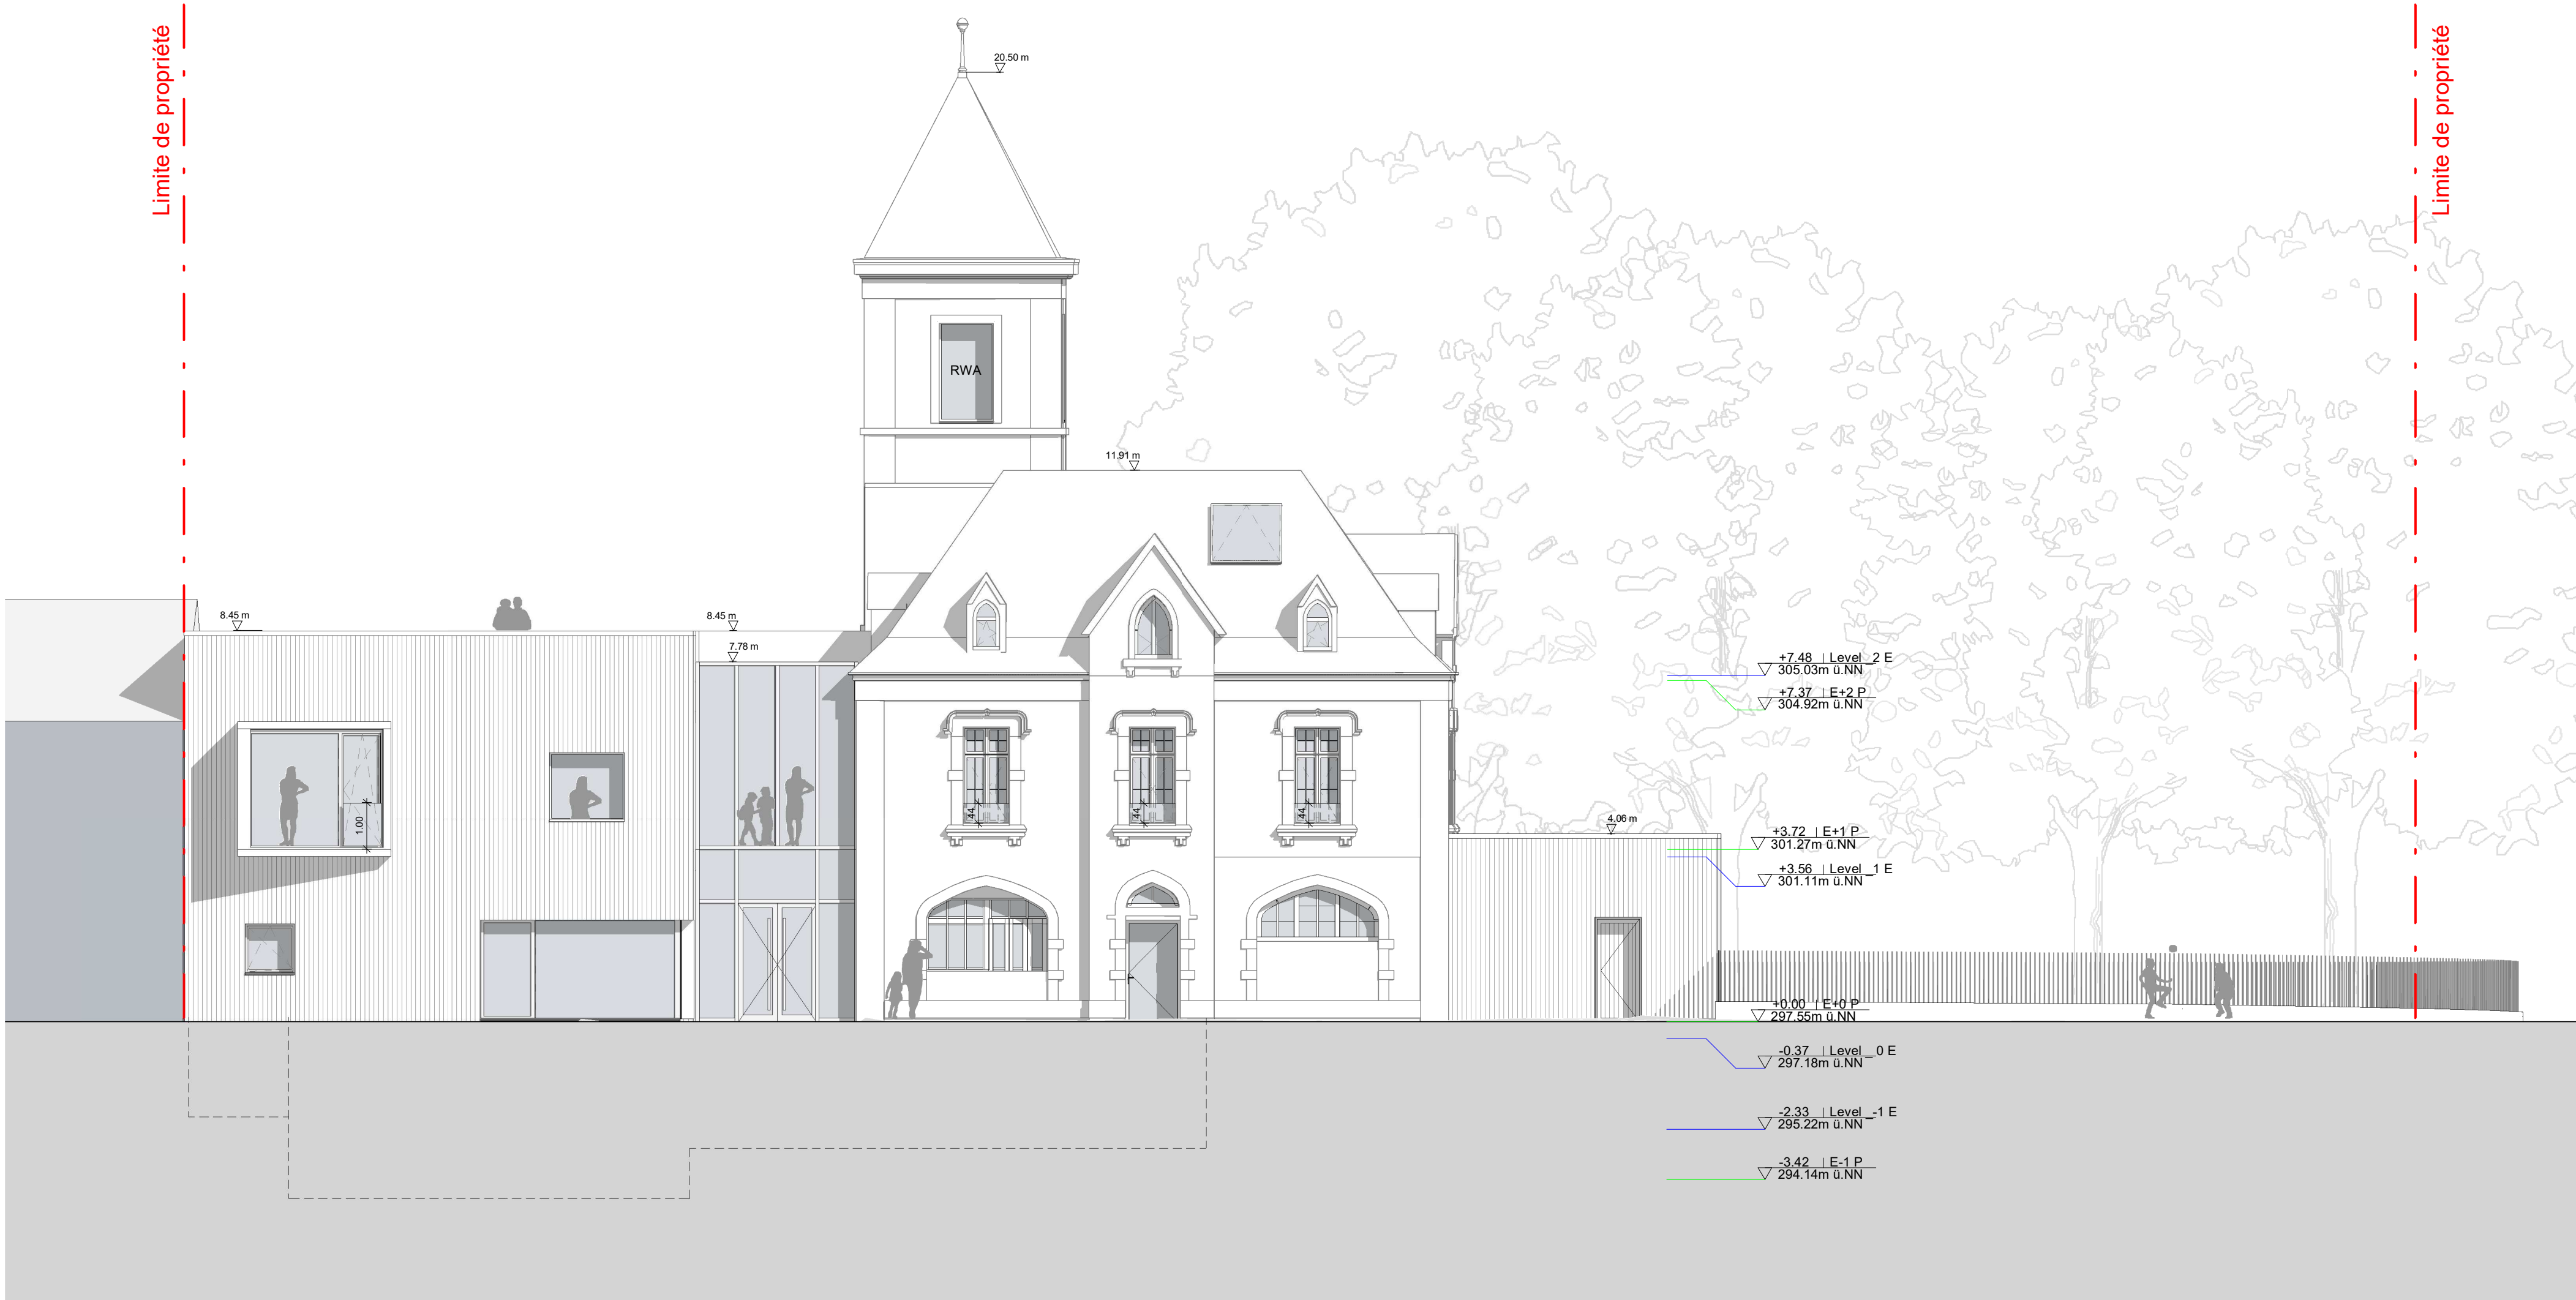 Limite de propriété
Limite de propriété
20.50 m
RWA
11.91 m
8.45 m
8.45 m
7.78 m
+7.48 | Level _2 E
305.03m ü.NN
+7.37 | E+2 P
304.92m ü.NN
1.00
44
44
44
4.06 m
+3.72 | E+1 P
301.27m ü.NN
+3.56 | Level _1 E
301.11m ü.NN
+0.00 | E+0 P
297.55m ü.NN
-0.37 | Level _0 E
297.18m ü.NN
-2.33 | Level _-1 E
295.22m ü.NN
-3.42 | E-1 P
294.14m ü.NN